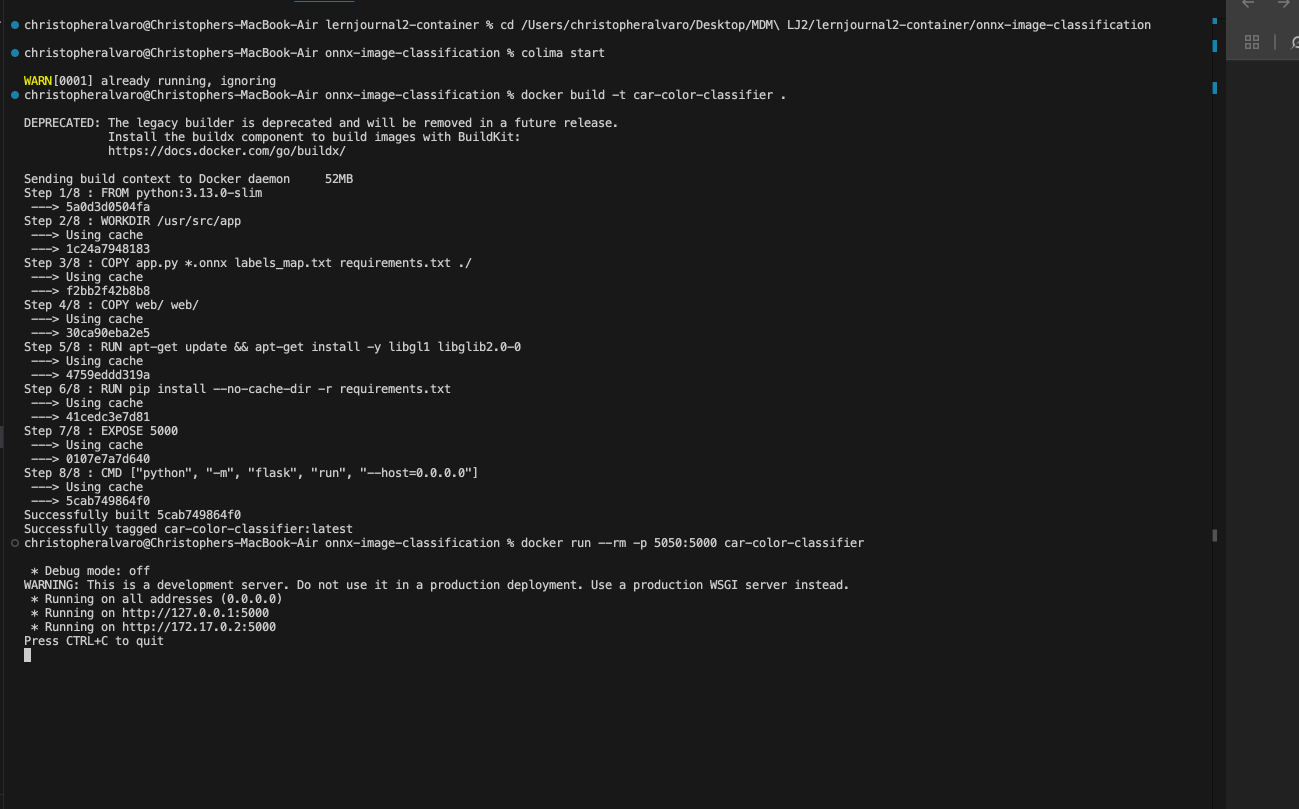 christopheralvaro@Christophers-MacBook-Air lernjournal2-container % cd /Users/christopheralvaro/Desktop/MDM\ LJ2/lernjournal2-container/onnx-image-classification
christopheralvaro@Christophers-MacBook-Air onnx-image-classification % colima start
WARN[0001] already running, ignoring
christopheralvaro@Christophers-MacBook-Air onnx-image-classification % docker build -t car-color-classifier .
DEPRECATED: The legacy builder is deprecated and will be removed in a future release.
            Install the buildx component to build images with BuildKit:
            https://docs.docker.com/go/buildx/
Sending build context to Docker daemon     52MB
Step 1/8 : FROM python:3.13.0-slim
 ---> 5a0d3d0504fa
Step 2/8 : WORKDIR /usr/src/app
 ---> Using cache
 ---> 1c24a7948183
Step 3/8 : COPY app.py *.onnx labels_map.txt requirements.txt ./
 ---> Using cache
 ---> f2bb2f42b8b8
Step 4/8 : COPY web/ web/
 ---> Using cache
 ---> 30ca90eba2e5
Step 5/8 : RUN apt-get update && apt-get install -y libgl1 libglib2.0-0
 ---> Using cache
 ---> 4759eddd319a
Step 6/8 : RUN pip install --no-cache-dir -r requirements.txt
 ---> Using cache
 ---> 41cedc3e7d81
Step 7/8 : EXPOSE 5000
 ---> Using cache
 ---> 0107e7a7d640
Step 8/8 : CMD ["python", "-m", "flask", "run", "--host=0.0.0.0"]
 ---> Using cache
 ---> 5cab749864f0
Successfully built 5cab749864f0
Successfully tagged car-color-classifier:latest
christopheralvaro@Christophers-MacBook-Air onnx-image-classification % docker run --rm -p 5050:5000 car-color-classifier
 * Debug mode: off
WARNING: This is a development server. Do not use it in a production deployment. Use a production WSGI server instead.
 * Running on all addresses (0.0.0.0)
 * Running on http://127.0.0.1:5000
 * Running on http://172.17.0.2:5000
Press CTRL+C to quit